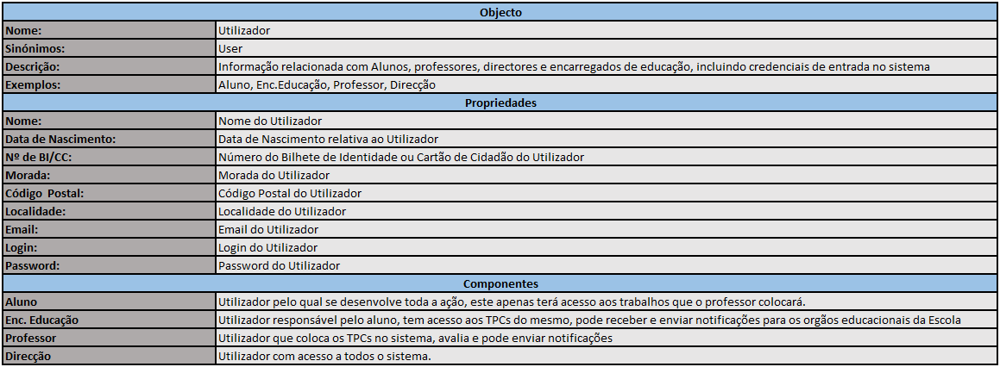 Objecto
Nome: Utilizador
Sinónimos: User
Descrição: Informação relacionada com Alunos, professores, directores e encarregados de educação, incluindo credenciais de entrada no sistema
Exemplos: Aluno, Enc.Educação, Professor, Direcção
Propriedades
Nome: Nome do Utilizador
Data de Nascimento: Data de Nascimento relativa ao Utilizador
Nº de BI/CC: Número do Bilhete de Identidade ou Cartão de Cidadão do Utilizador
Morada: Morada do Utilizador
Código Postal: Código Postal do Utilizador
Localidade: Localidade do Utilizador
Email: Email do Utilizador
Login: Login do Utilizador
Password: Password do Utilizador
Componentes
Aluno Utilizador pelo qual se desenvolve toda a ação, este apenas terá acesso aos trabalhos que o professor colocará.
Enc. Educação Utilizador responsável pelo aluno, tem acesso aos TPCs do mesmo, pode receber e enviar notificações para os orgãos educacionais da Escola
Professor Utilizador que coloca os TPCs no sistema, avalia e pode enviar notificações
Direcção Utilizador com acesso a todos o sistema.